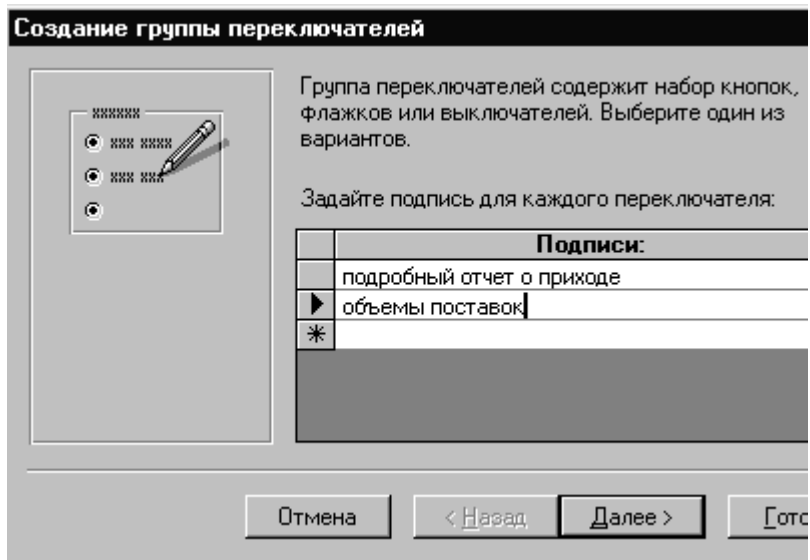 Создание группы переключателей
Группа переключателей содержит набор кнопок,
флажков или выключателей. Выберите один из
вариантов.
Задайте подпись для каждого переключателя:
Подписи:
подробный отчет о приходе
объемы поставок
Отмена
< Назад
Далее >